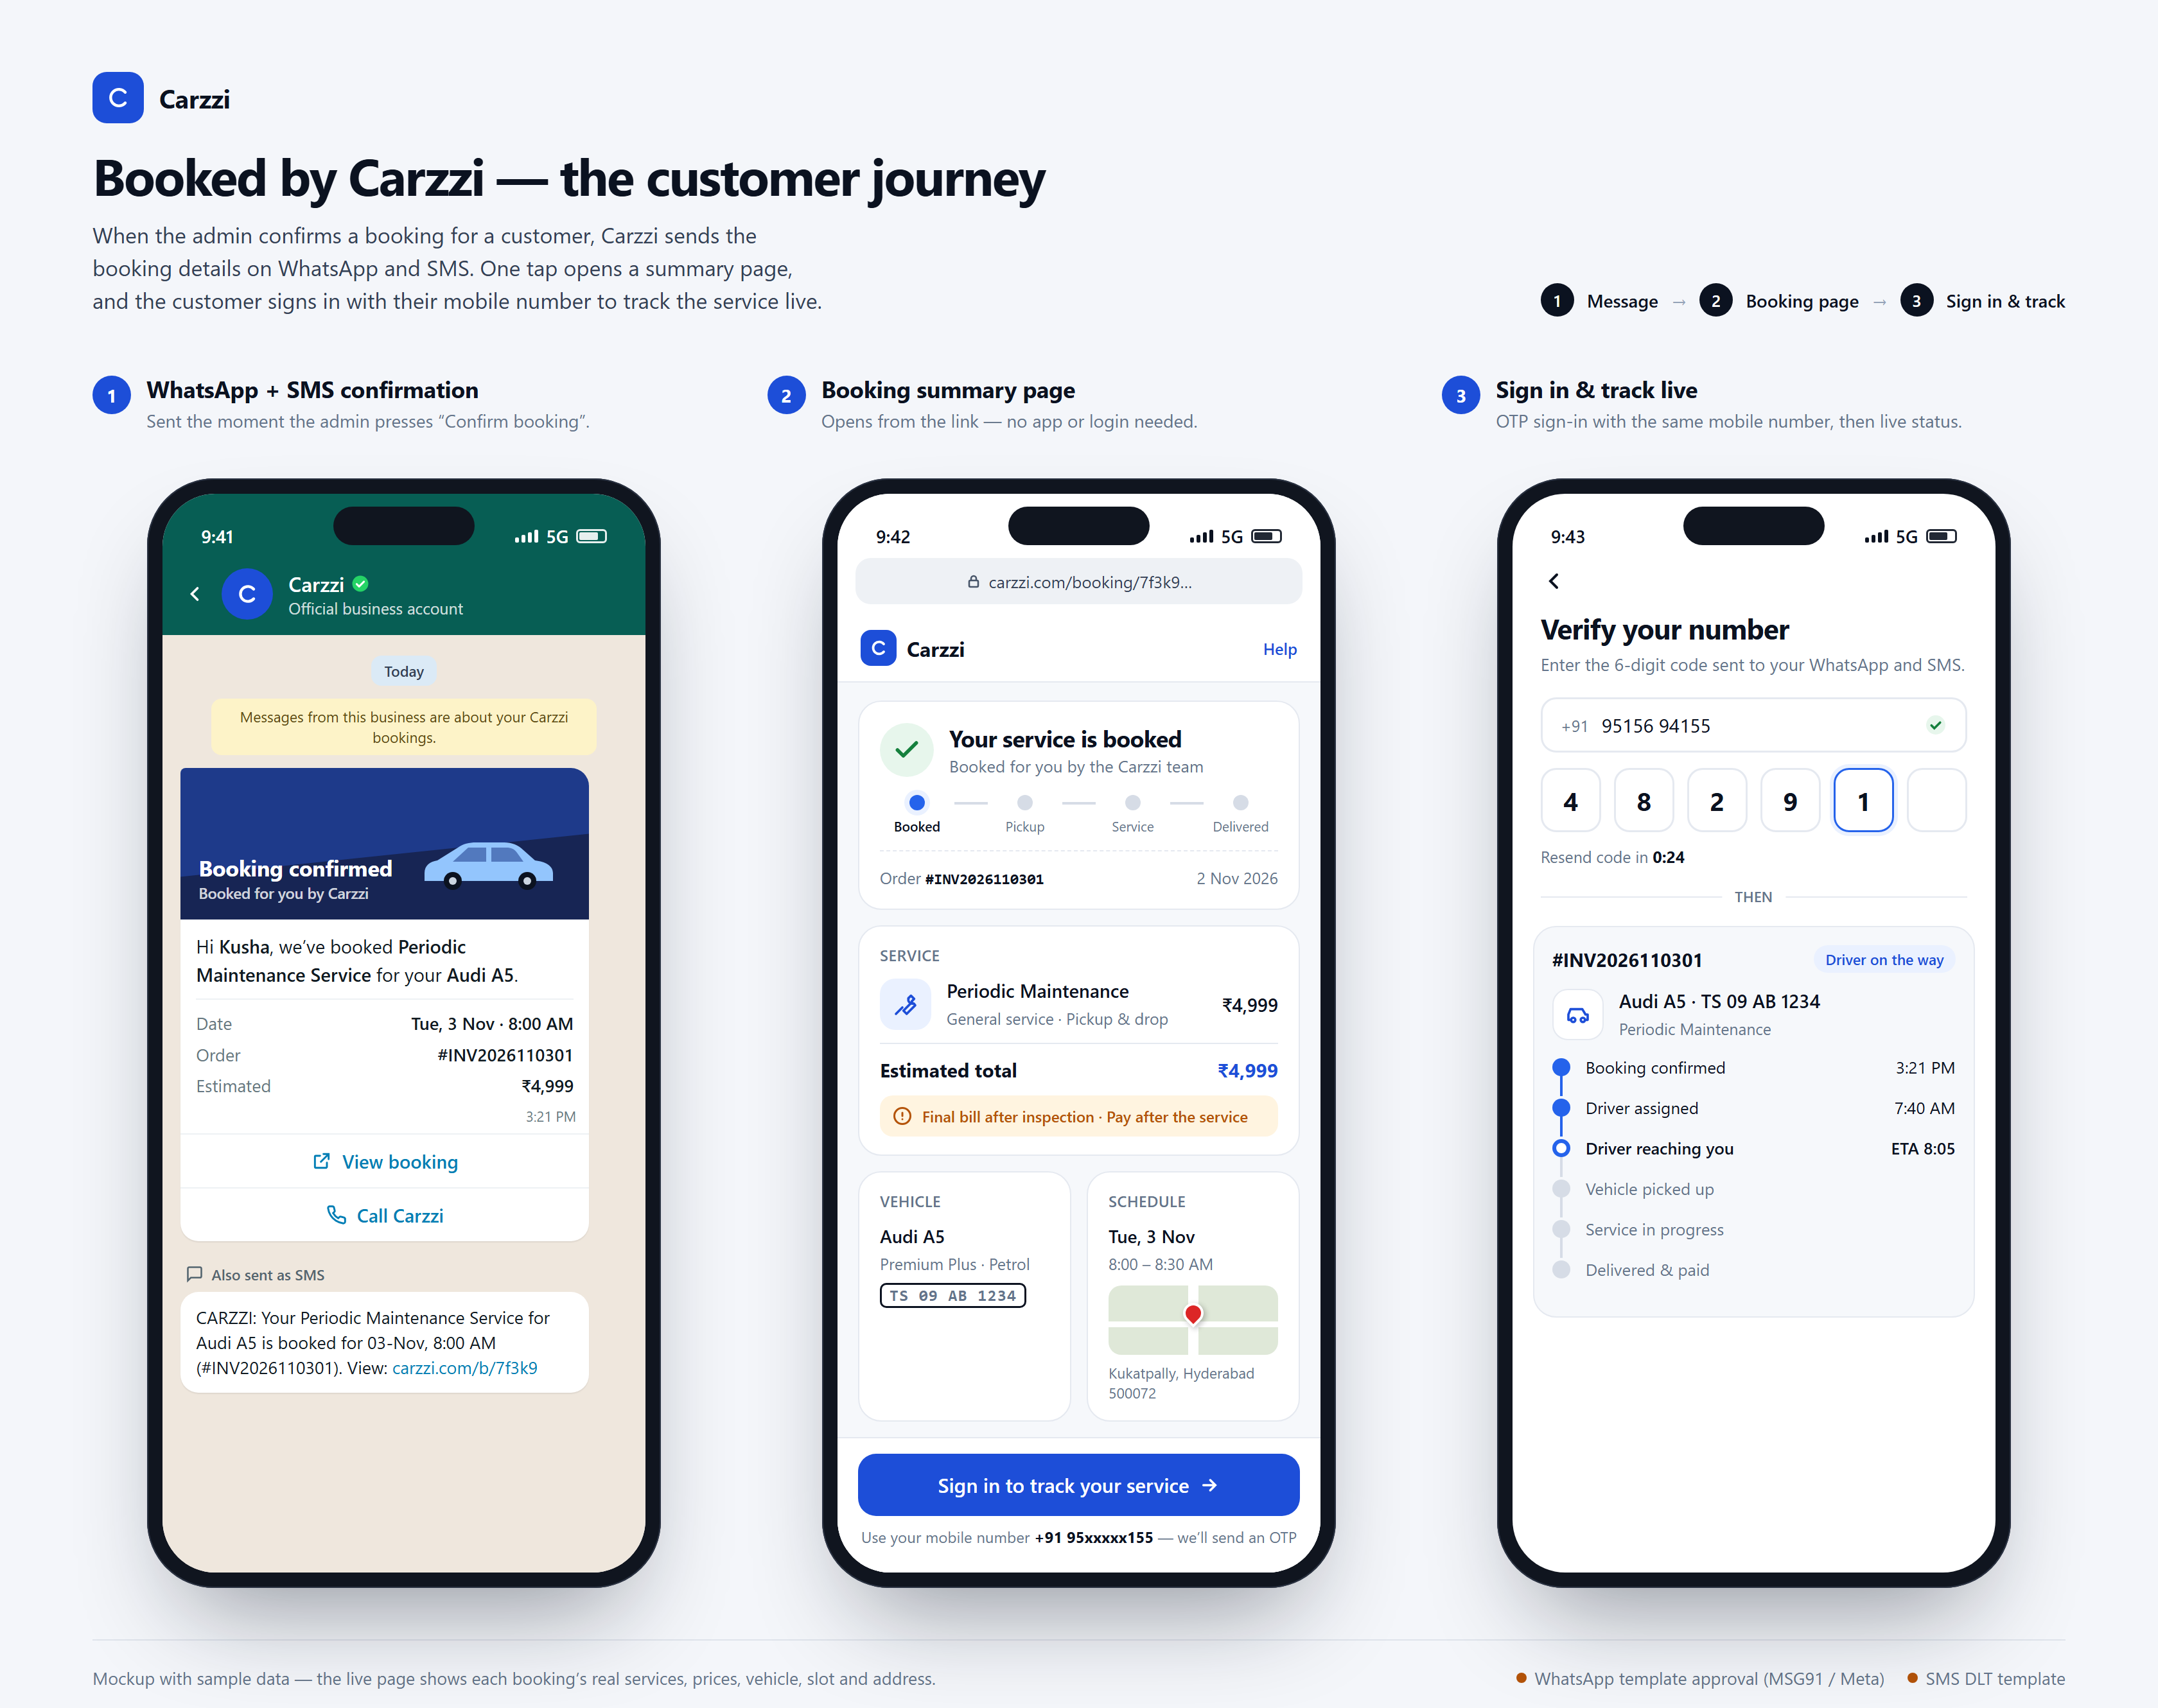 C Carzzi
Booked by Carzzi — the customer journey
When the admin confirms a booking for a customer, Carzzi sends the
booking details on WhatsApp and SMS. One tap opens a summary page,
and the customer signs in with their mobile number to track the service live.
1 Message → 2 Booking page → 3 Sign in & track
1 WhatsApp + SMS confirmation
Sent the moment the admin presses “Confirm booking”.
9:41 5G
C Carzzi
Official business account
Today
Messages from this business are about your Carzzi
bookings.
Booking confirmed
Booked for you by Carzzi
Hi Kusha, we’ve booked Periodic
Maintenance Service for your Audi A5.
Date Tue, 3 Nov · 8:00 AM
Order #INV2026110301
Estimated ₹4,999
3:21 PM
View booking
Call Carzzi
Also sent as SMS
CARZZI: Your Periodic Maintenance Service for
Audi A5 is booked for 03-Nov, 8:00 AM
(#INV2026110301). View: carzzi.com/b/7f3k9
2 Booking summary page
Opens from the link — no app or login needed.
9:42 5G
carzzi.com/booking/7f3k9...
C Carzzi Help
Your service is booked
Booked for you by the Carzzi team
Booked Pickup Service Delivered
Order #INV2026110301 2 Nov 2026
SERVICE
Periodic Maintenance ₹4,999
General service · Pickup & drop
Estimated total ₹4,999
Final bill after inspection · Pay after the service
VEHICLE
Audi A5
Premium Plus · Petrol
TS 09 AB 1234
SCHEDULE
Tue, 3 Nov
8:00 – 8:30 AM
Kukatpally, Hyderabad
500072
Sign in to track your service →
Use your mobile number +91 95xxxxx155 — we’ll send an OTP
3 Sign in & track live
OTP sign-in with the same mobile number, then live status.
9:43 5G
Verify your number
Enter the 6-digit code sent to your WhatsApp and SMS.
+91 95156 94155
4 8 2 9 1
Resend code in 0:24
THEN
#INV2026110301 Driver on the way
Audi A5 · TS 09 AB 1234
Periodic Maintenance
Booking confirmed 3:21 PM
Driver assigned 7:40 AM
Driver reaching you ETA 8:05
Vehicle picked up
Service in progress
Delivered & paid
Mockup with sample data — the live page shows each booking’s real services, prices, vehicle, slot and address.
WhatsApp template approval (MSG91 / Meta) SMS DLT template